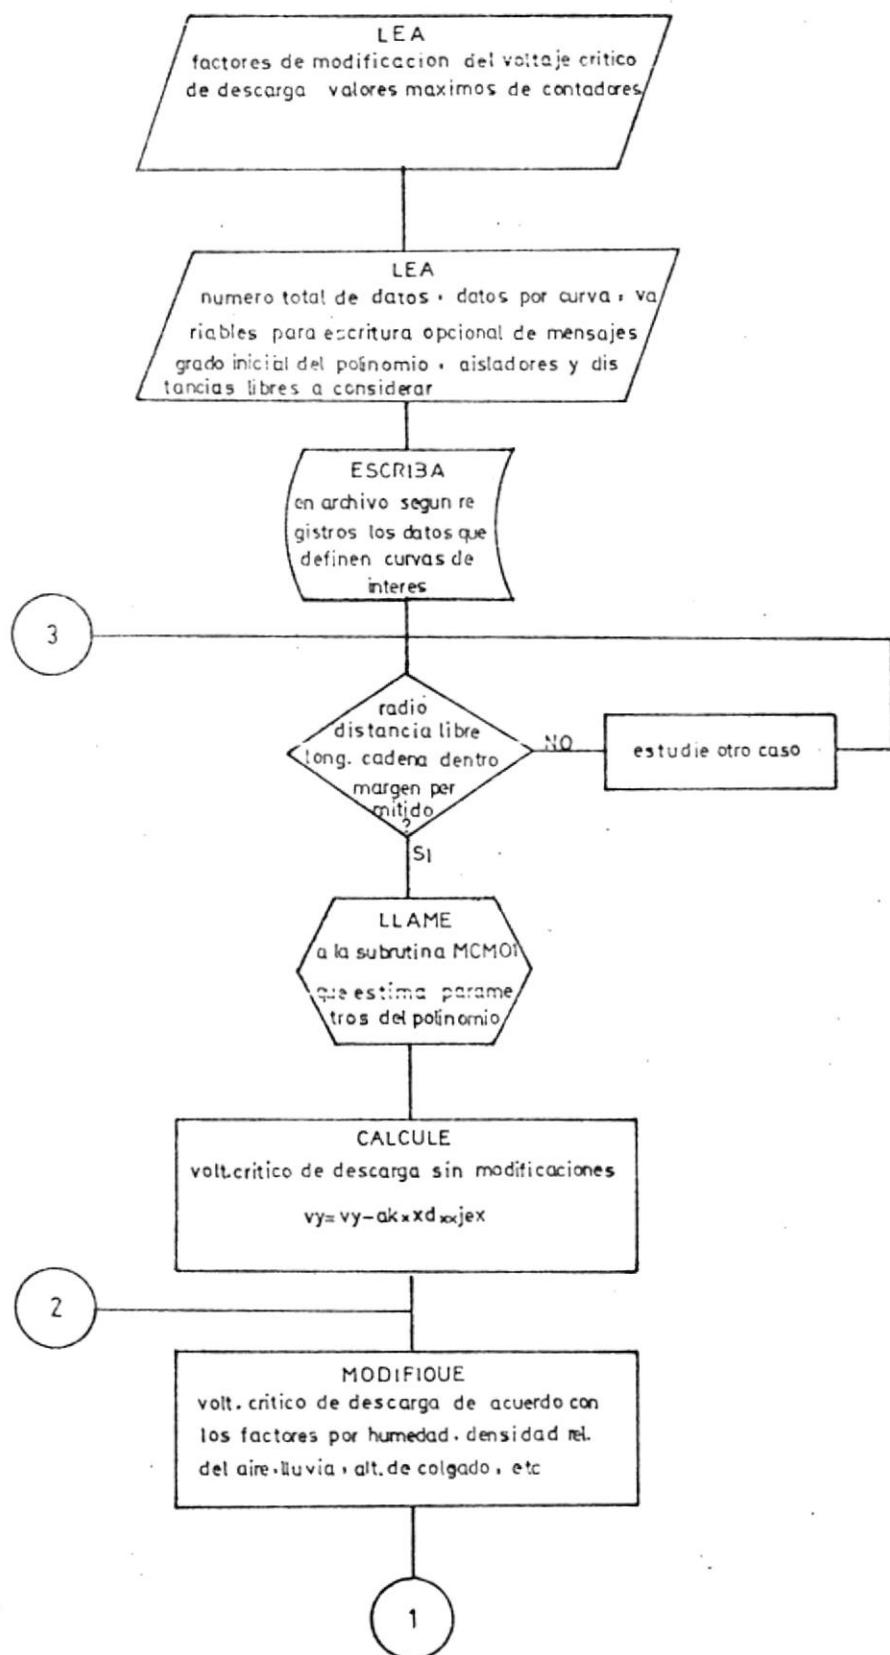 LEA
factores de modificacion del voltaje critico
de descarga valores maximos de contadores
LEA
numero total de datos . datos por curva , va
riables para escritura opcional de mensajes
grado inicial del polinomio . aisladores y dis
tancias libres a considerar
ESCRIBA
en archivo segun re
gistros los datos que
definen curvas de
interes
3
radio
distancia libre
long. cadena dentro
margen per
mitido
?
NO
estudie otro caso
SI
LLAME
a la subrutina MCM01
que estima parame
tros del polinomio
CALCULE
volt.critico de descarga sin modificaciones
vy=vy-ak*xd**jex
2
MODIFIQUE
volt. critico de descarga de acuerdo con
los factores por humedad. densidad rel.
del aire.lluvia , alt. de colgado , etc
1